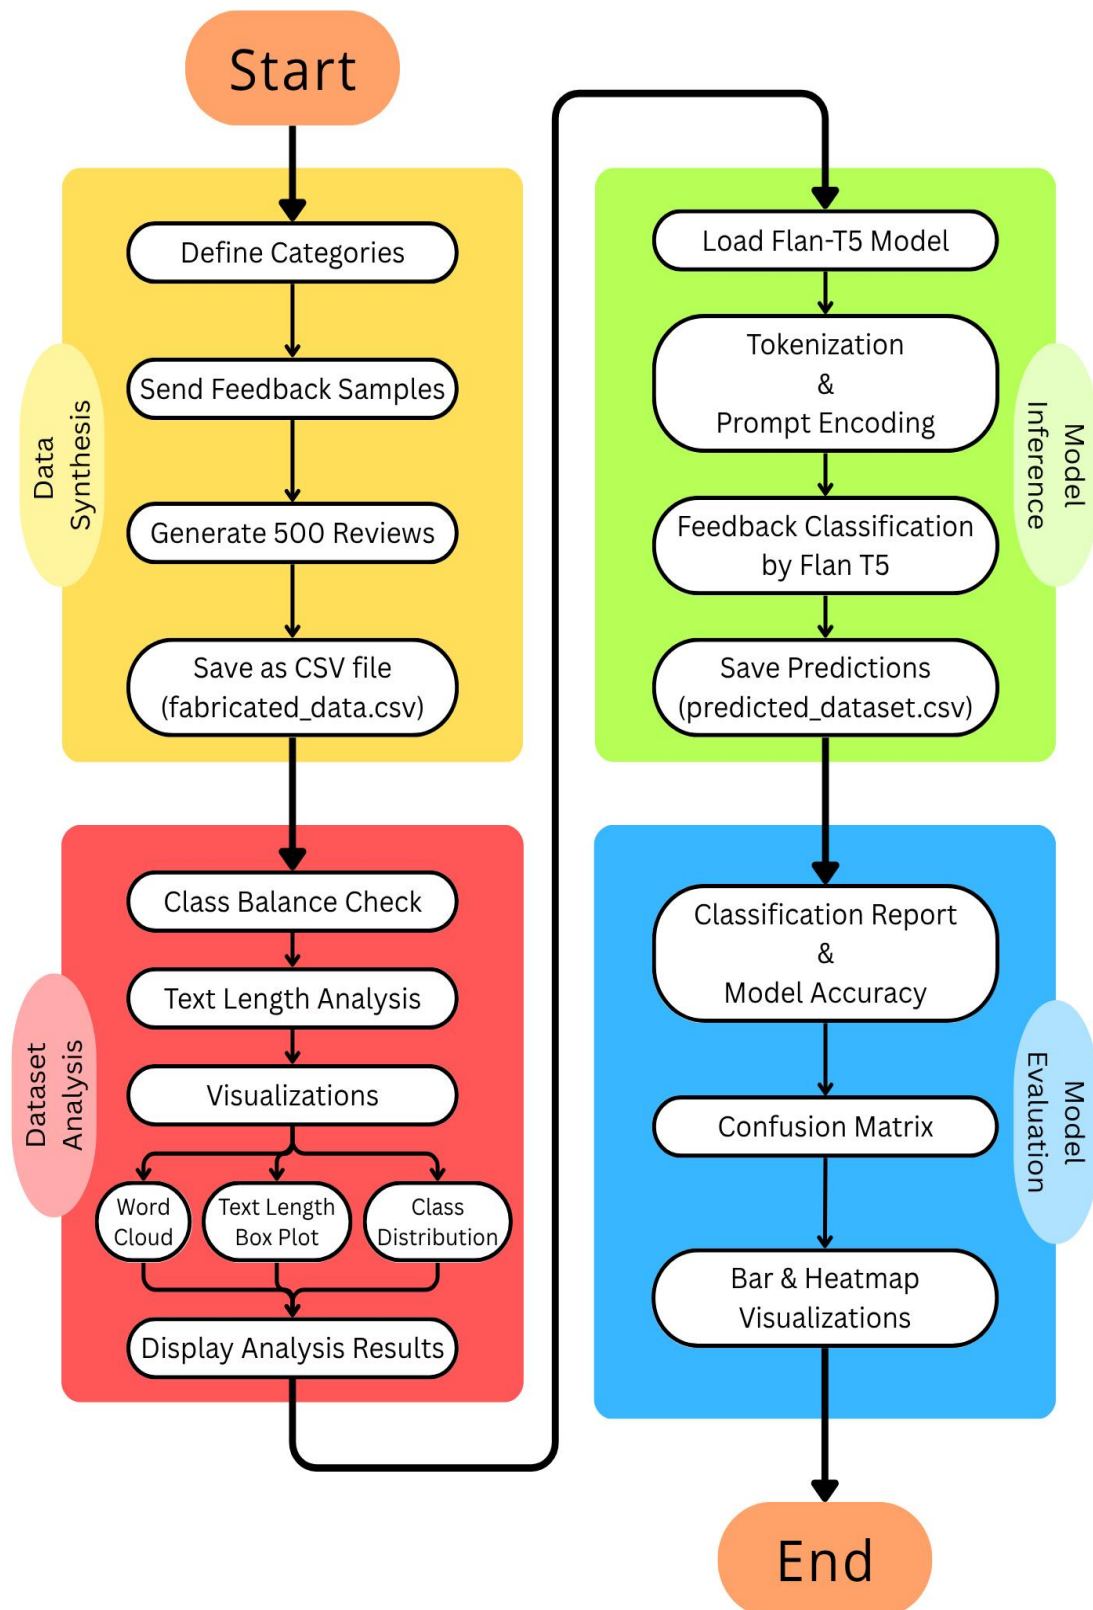 Start
Data
Synthesis
Define Categories
Send Feedback Samples
Generate 500 Reviews
Save as CSV file
(fabricated_data.csv)
Dataset
Analysis
Class Balance Check
Text Length Analysis
Visualizations
Word
Cloud
Text Length
Box Plot
Class
Distribution
Display Analysis Results
Model
Inference
Load Flan-T5 Model
Tokenization
&
Prompt Encoding
Feedback Classification
by Flan T5
Save Predictions
(predicted_dataset.csv)
Model
Evaluation
Classification Report
&
Model Accuracy
Confusion Matrix
Bar & Heatmap
Visualizations
End